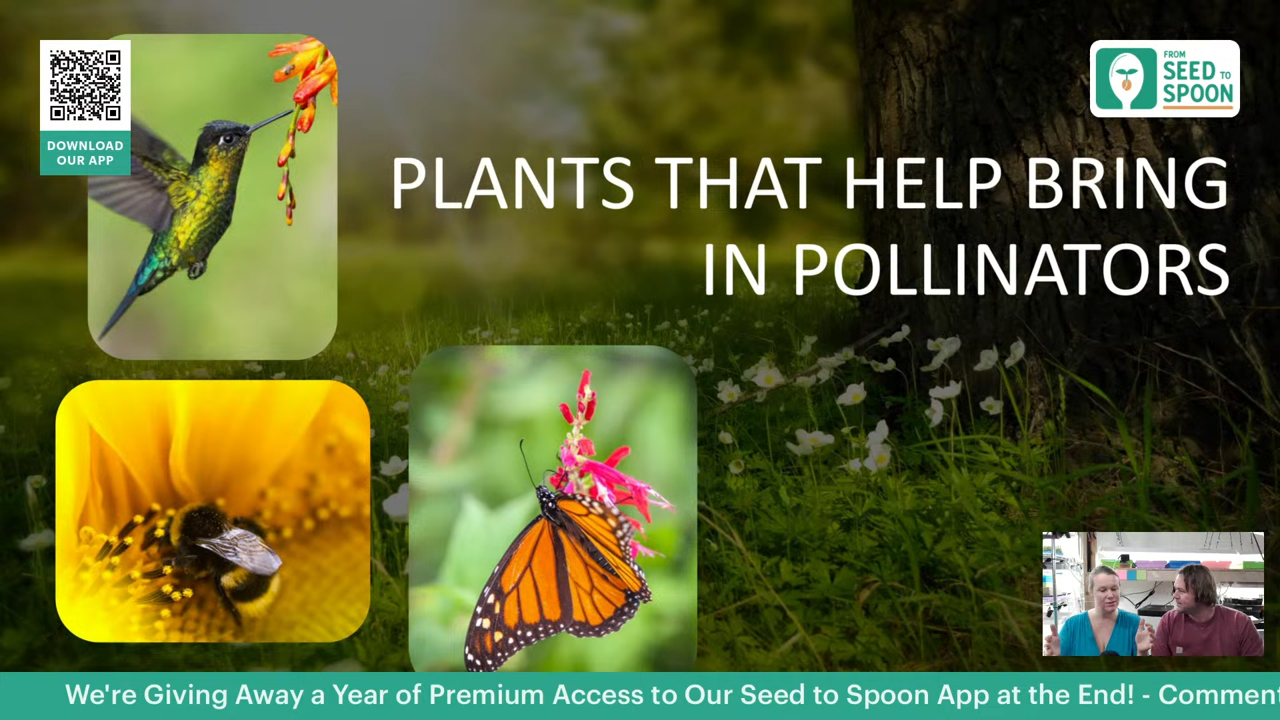 DOWNLOAD
OUR APP
FROM
SEED TO
SPOON
PLANTS THAT HELP BRING
IN POLLINATORS
We're Giving Away a Year of Premium Access to Our Seed to Spoon App at the End! - Comment